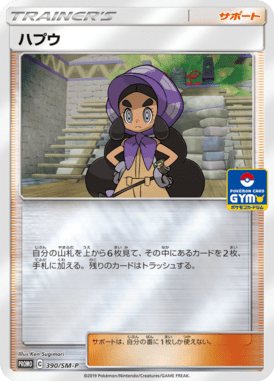 TRAINER'S
サポート
ハプウ
POKÉMON CARD
GYM
ポケモンカードジム
自分の山札を上から6枚見て、その中にあるカードを2枚、
手札に加える。残りのカードはトラッシュする。
Illus. Ken Sugimori
PROMO C 390/SM-P
サポートは、自分の番に1枚しか使えない。
©2019 Pokémon/Nintendo/Creatures/GAME FREAK.